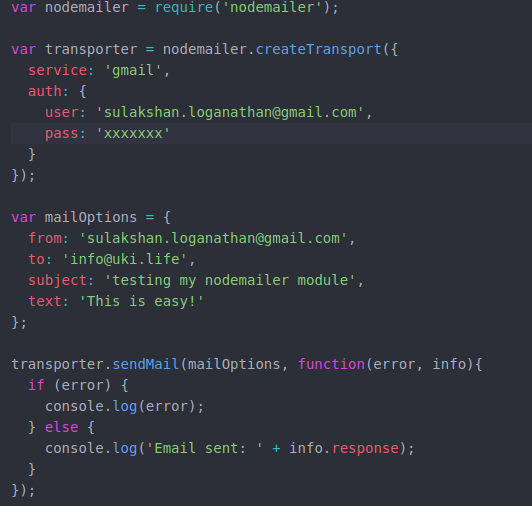 var nodemailer = require('nodemailer');

var transporter = nodemailer.createTransport({
  service: 'gmail',
  auth: {
    user: 'sulakshan.loganathan@gmail.com',
    pass: 'xxxxxxx'
  }
});

var mailOptions = {
  from: 'sulakshan.loganathan@gmail.com',
  to: 'info@uki.life',
  subject: 'testing my nodemailer module',
  text: 'This is easy!'
};

transporter.sendMail(mailOptions, function(error, info){
  if (error) {
    console.log(error);
  } else {
    console.log('Email sent: ' + info.response);
  }
});